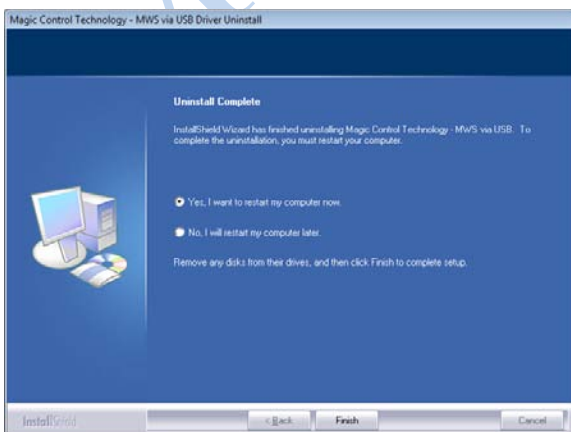 Magic Control Technology - MWS via USB Driver Uninstall
Uninstall Complete
InstallShield Wizard has finished uninstalling Magic Control Technology - MWS via USB. To
complete the uninstallation, you must restart your computer.
Yes, I want to restart my computer now.
No, I will restart my computer later.
Remove any disks from their drives, and then click Finish to complete setup.
InstallShield
< Back
Finish
Cancel